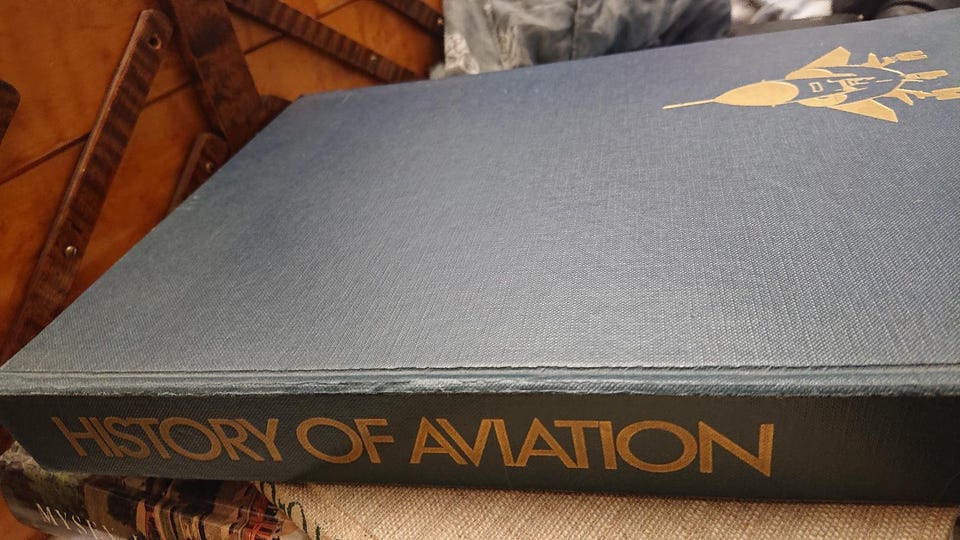 HISTORY OF AVIATION